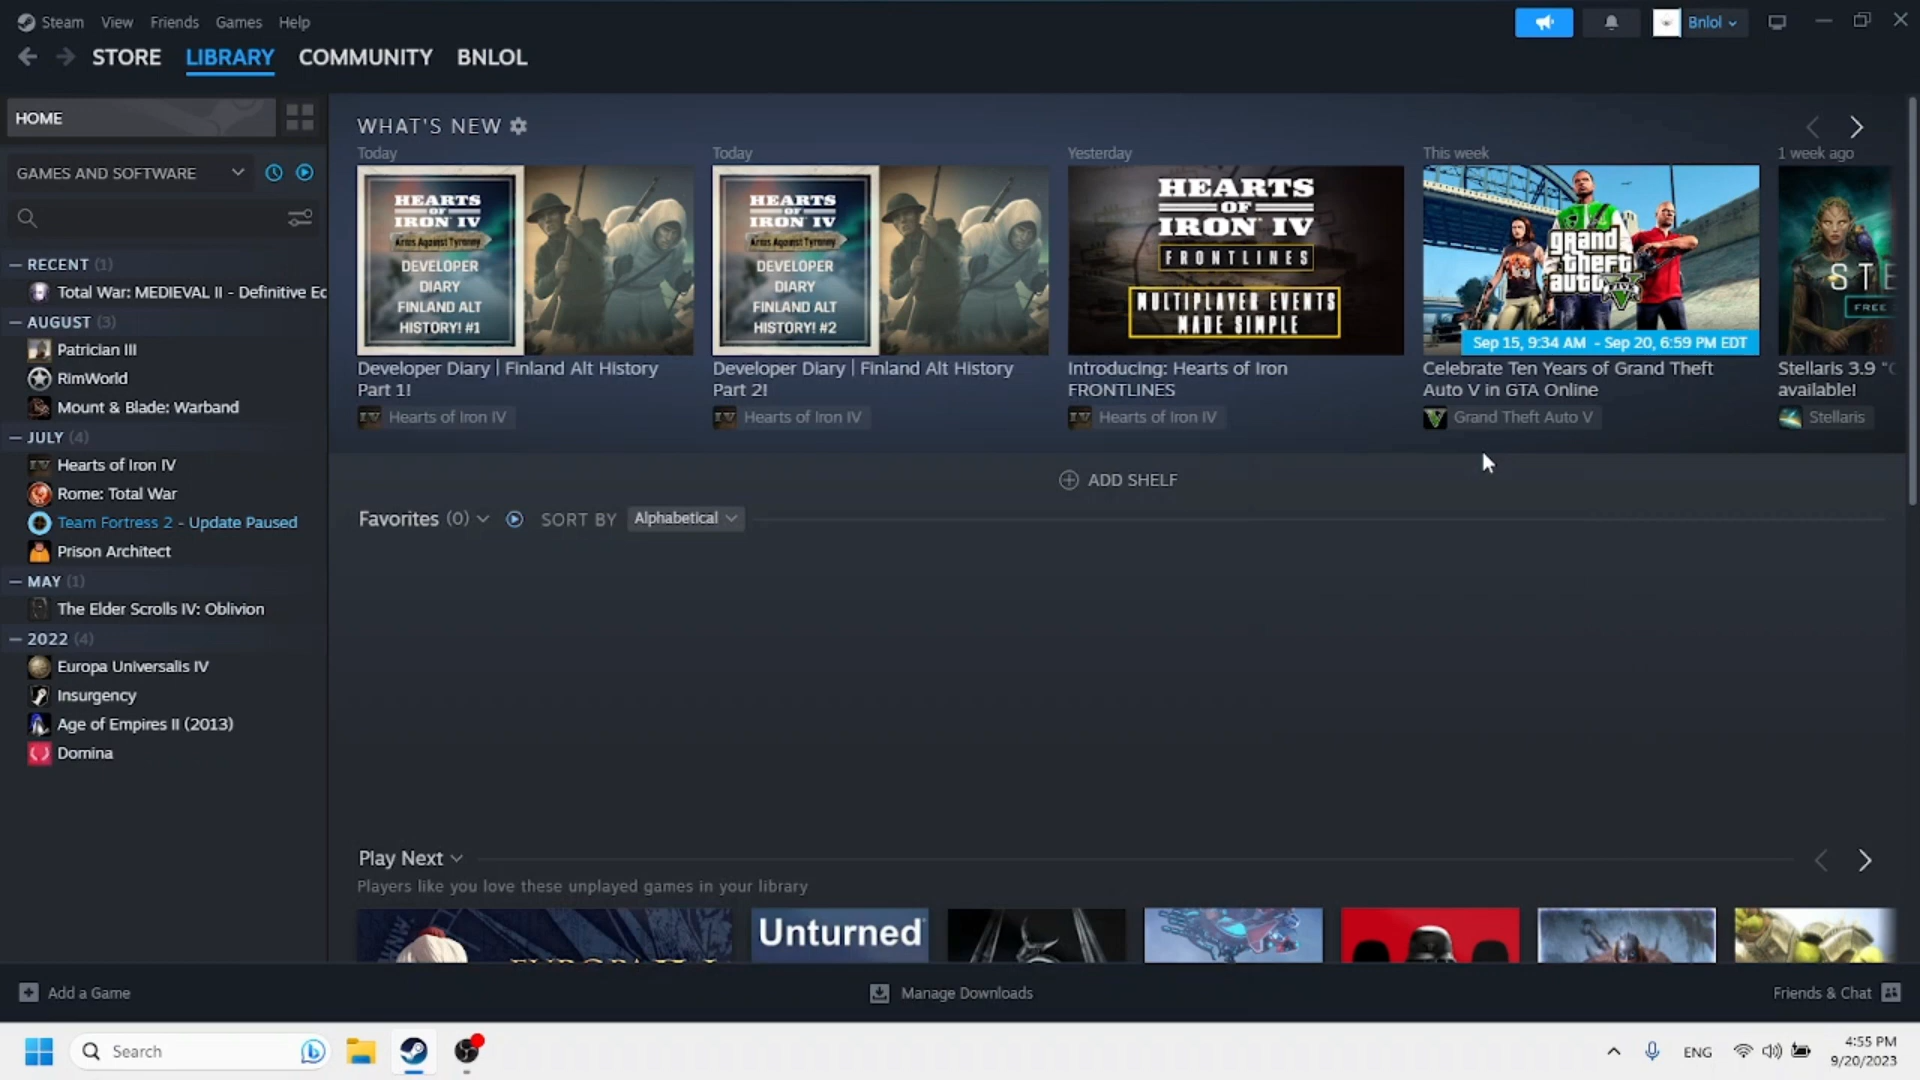 Steam View Friends Games Help
Bnlol
STORE LIBRARY COMMUNITY BNLOL
HOME
GAMES AND SOFTWARE
RECENT (1)
Total War: MEDIEVAL II - Definitive Ed
AUGUST (3)
Patrician III
RimWorld
Mount & Blade: Warband
JULY (4)
Hearts of Iron IV
Rome: Total War
Team Fortress 2 - Update Paused
Prison Architect
MAY (1)
The Elder Scrolls IV: Oblivion
2022 (4)
Europa Universalis IV
Insurgency
Age of Empires II (2013)
Domina
WHAT'S NEW
Today
HEARTS
OF
IRON IV
Arms Against Tyranny
DEVELOPER
DIARY
FINLAND ALT
HISTORY! #1
Developer Diary | Finland Alt History
Part 1!
Hearts of Iron IV
Today
HEARTS
OF
IRON IV
Arms Against Tyranny
DEVELOPER
DIARY
FINLAND ALT
HISTORY! #2
Developer Diary | Finland Alt History
Part 2!
Hearts of Iron IV
Yesterday
HEARTS
OF
IRON IV
FRONTLINES
MULTIPLAYER EVENTS
MADE SIMPLE
Introducing: Hearts of Iron
FRONTLINES
Hearts of Iron IV
This week
grand
theft
auto V
Sep 15, 9:34 AM - Sep 20, 6:59 PM EDT
Celebrate Ten Years of Grand Theft
Auto V in GTA Online
Grand Theft Auto V
1 week ago
STE
FREE
Stellaris 3.9 "C
available!
Stellaris
ADD SHELF
Favorites (0) SORT BY Alphabetical
Play Next
Players like you love these unplayed games in your library
Unturned
Add a Game
Manage Downloads
Friends & Chat
Search
ENG
4:55 PM
9/20/2023